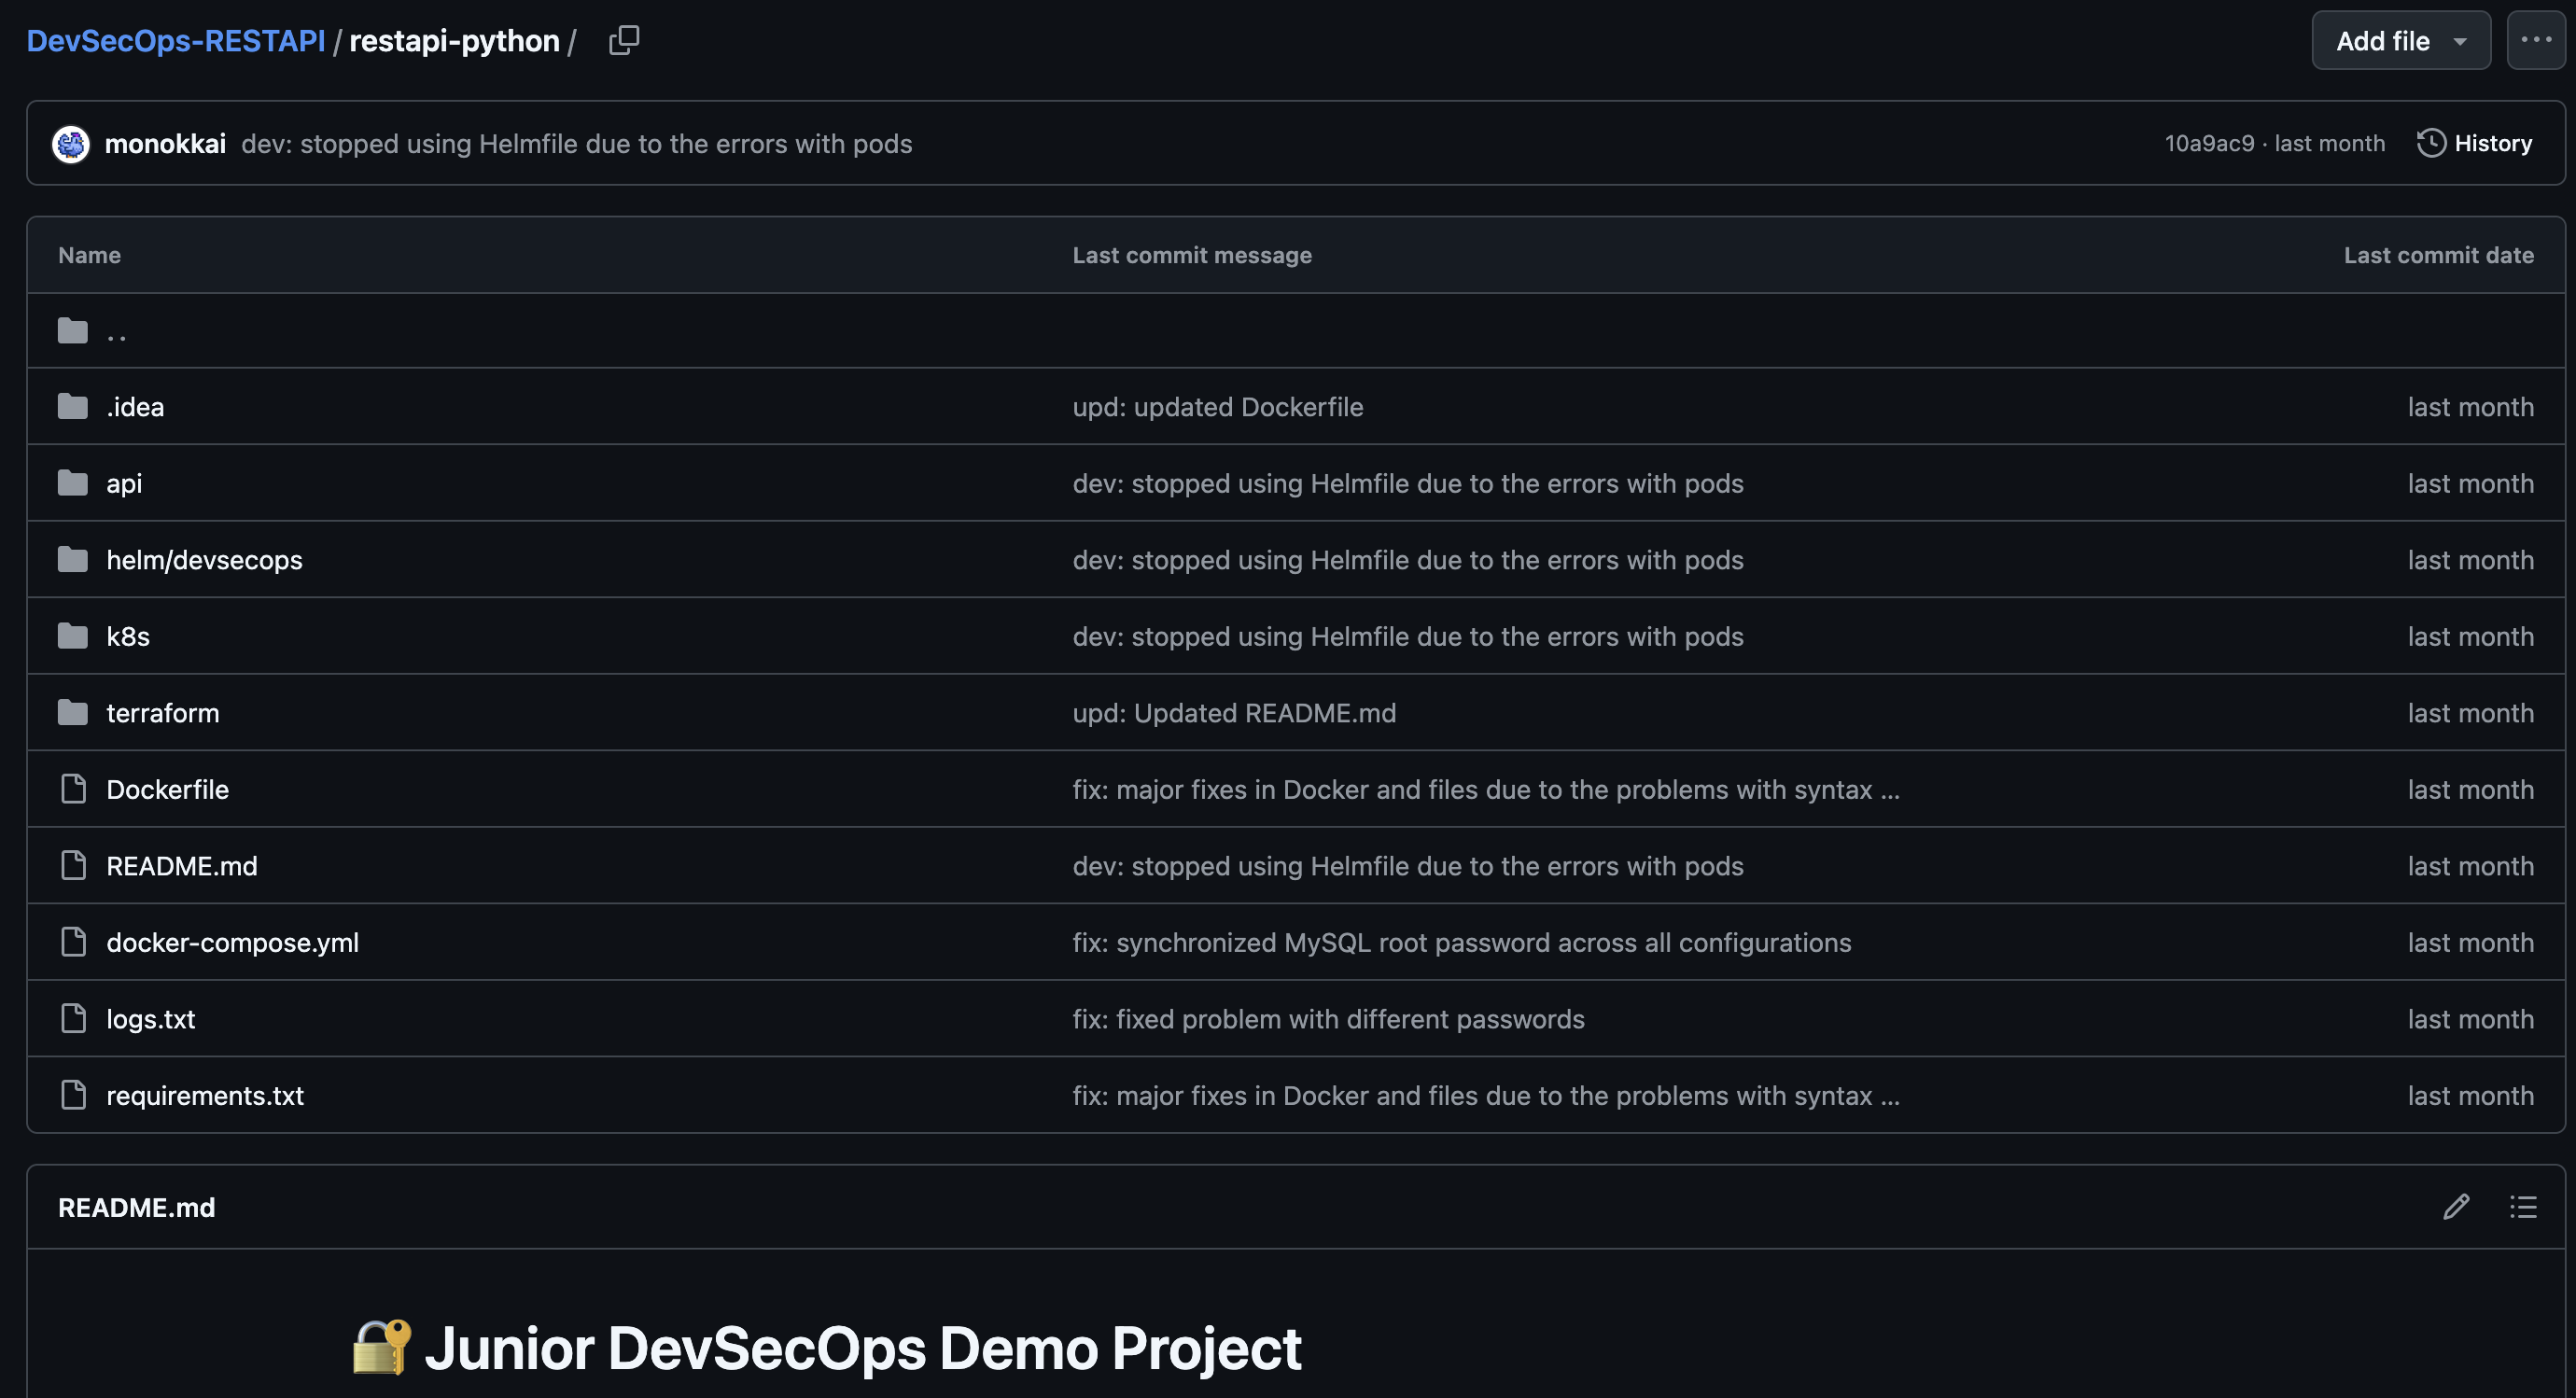 DevSecOps-RESTAPI / restapi-python /
Add file
monokkai dev: stopped using Helmfile due to the errors with pods 10a9ac9 · last month History
Name Last commit message Last commit date
..
.idea upd: updated Dockerfile last month
api dev: stopped using Helmfile due to the errors with pods last month
helm/devsecops dev: stopped using Helmfile due to the errors with pods last month
k8s dev: stopped using Helmfile due to the errors with pods last month
terraform upd: Updated README.md last month
Dockerfile fix: major fixes in Docker and files due to the problems with syntax ... last month
README.md dev: stopped using Helmfile due to the errors with pods last month
docker-compose.yml fix: synchronized MySQL root password across all configurations last month
logs.txt fix: fixed problem with different passwords last month
requirements.txt fix: major fixes in Docker and files due to the problems with syntax ... last month
README.md
🔐 Junior DevSecOps Demo Project